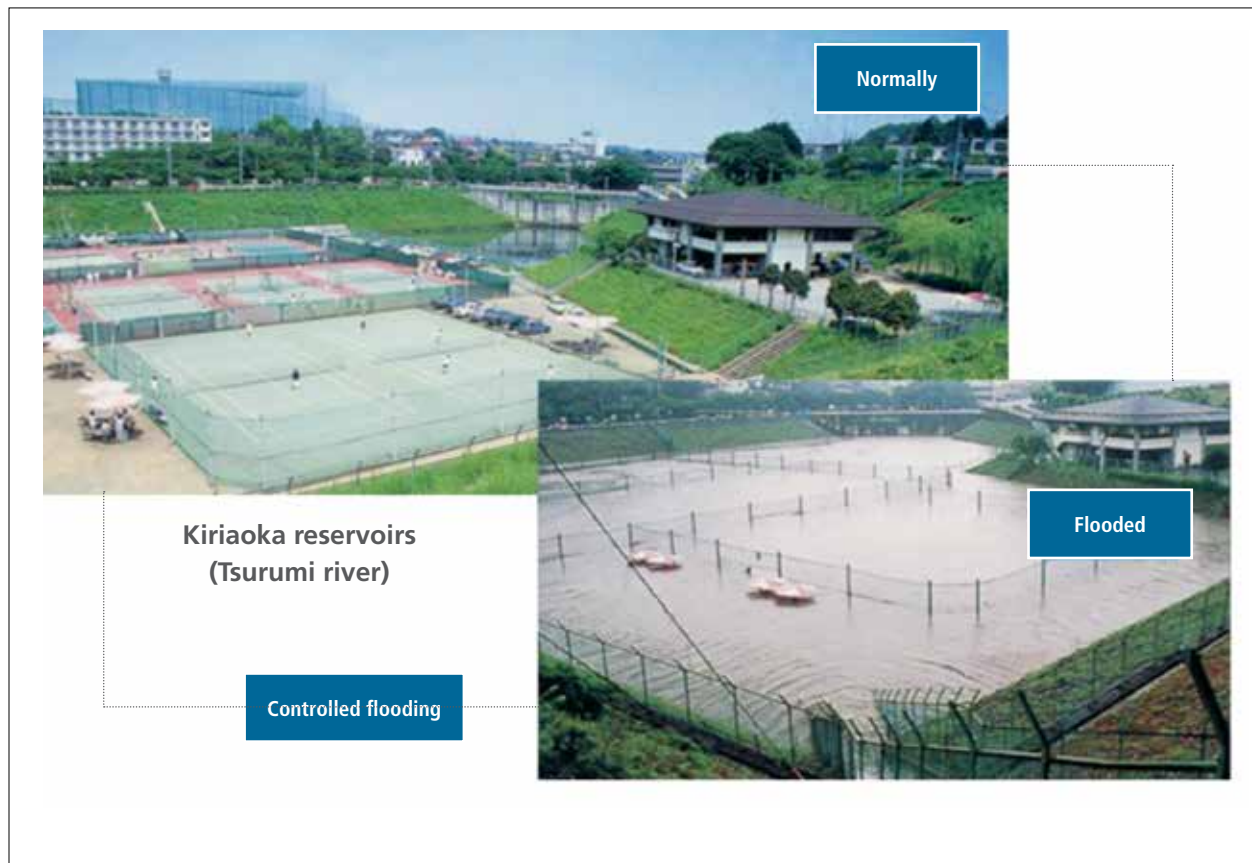 Normally
Kiriaoka reservoirs
(Tsurumi river)
Flooded
Controlled flooding